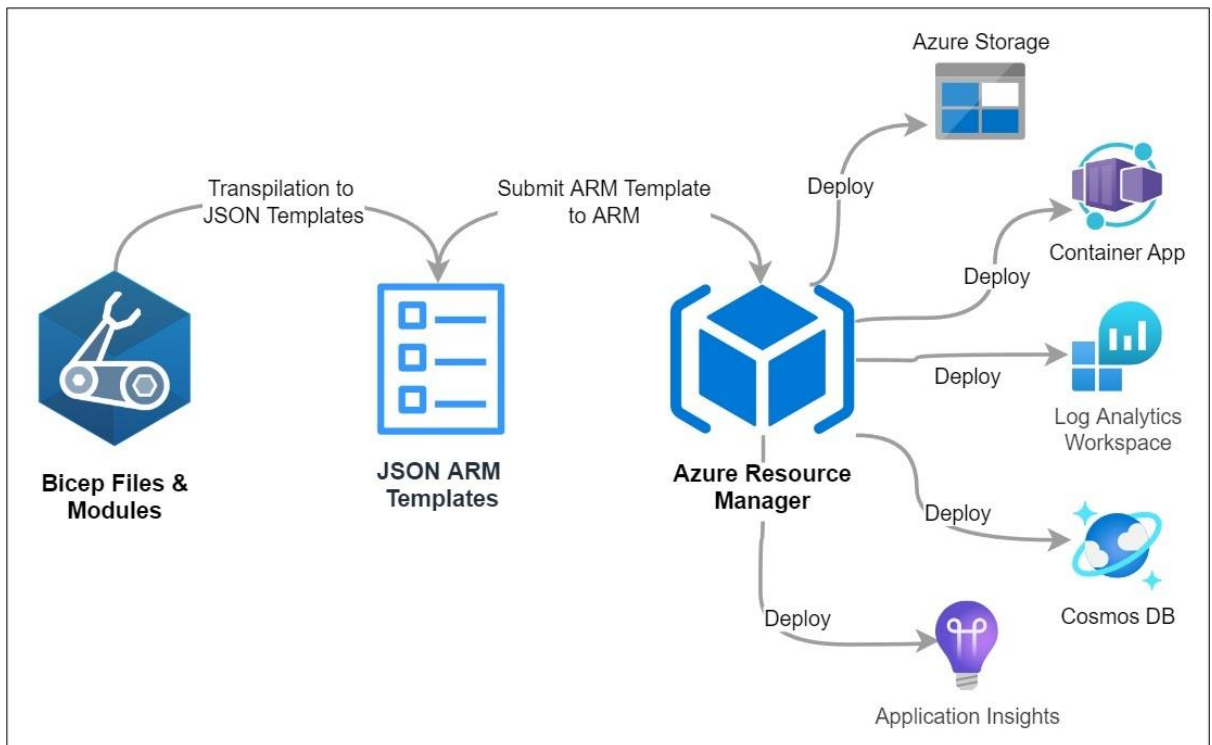 Azure Storage
Transpilation to
JSON Templates
Submit ARM Template
to ARM
Deploy
Container App
Deploy
Deploy
Log Analytics
Workspace
Bicep Files &
Modules
JSON ARM
Templates
Azure Resource
Manager
Deploy
Cosmos DB
Deploy
Application Insights